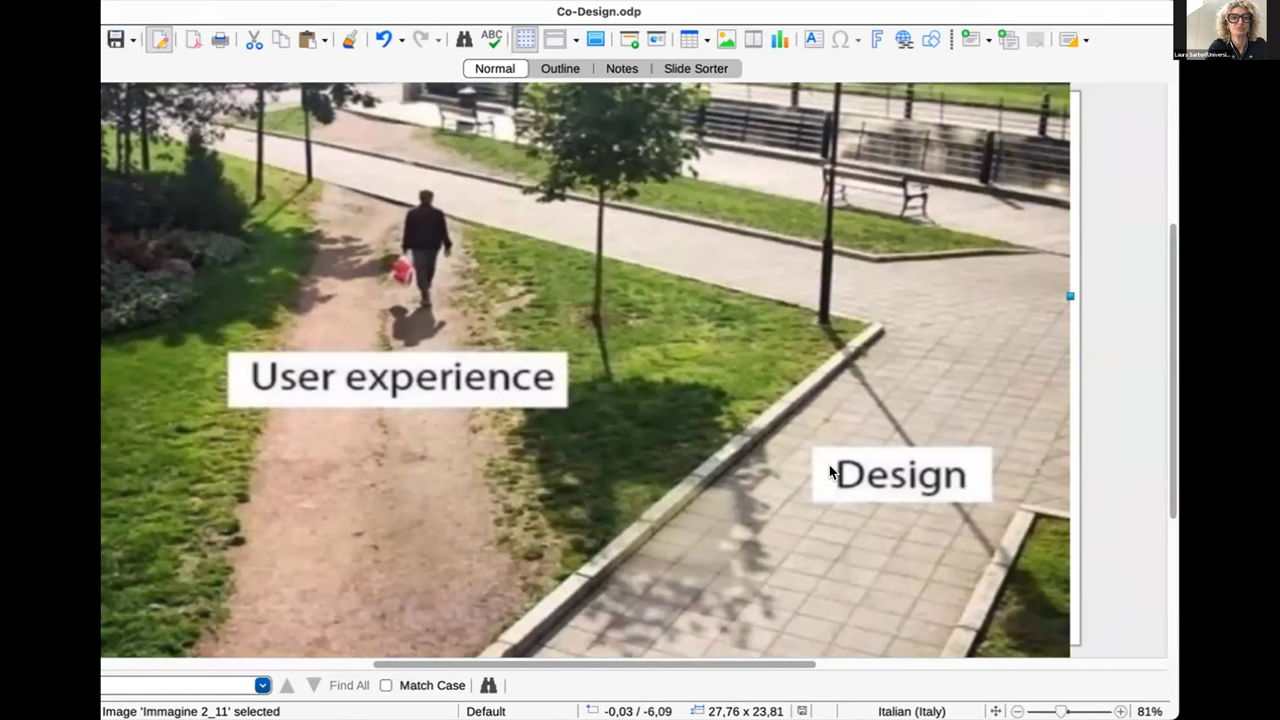 Co-Design.odp
ABC
A
Ω
F
Normal
Outline
Notes
Slide Sorter
User experience
Design
Find All
Match Case
Image 'Immagine 2_11' selected
Default
-0,03 / -6,09
27,76 x 23,81
Italian (Italy)
81%